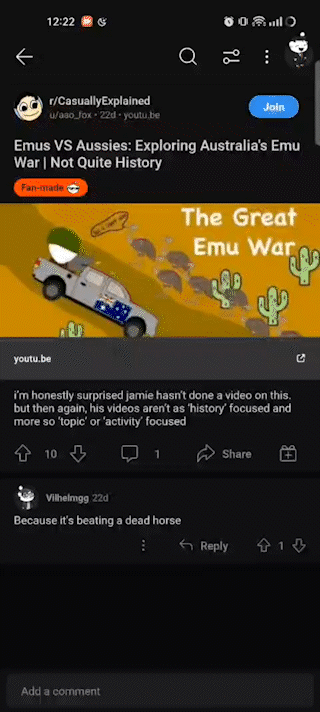 12:22
r/CasuallyExplained
u/aao_fox • 22d • youtu.be
Join
Emus VS Aussies: Exploring Australia's Emu
War | Not Quite History
Fan-made
The Great
Emu War
youtu.be
i'm honestly surprised jamie hasn't done a video on this.
but then again, his videos aren't as 'history' focused and
more so 'topic' or 'activity' focused
10
1
Share
Vilhelmgg 22d
Because it's beating a dead horse
Reply
1
Add a comment